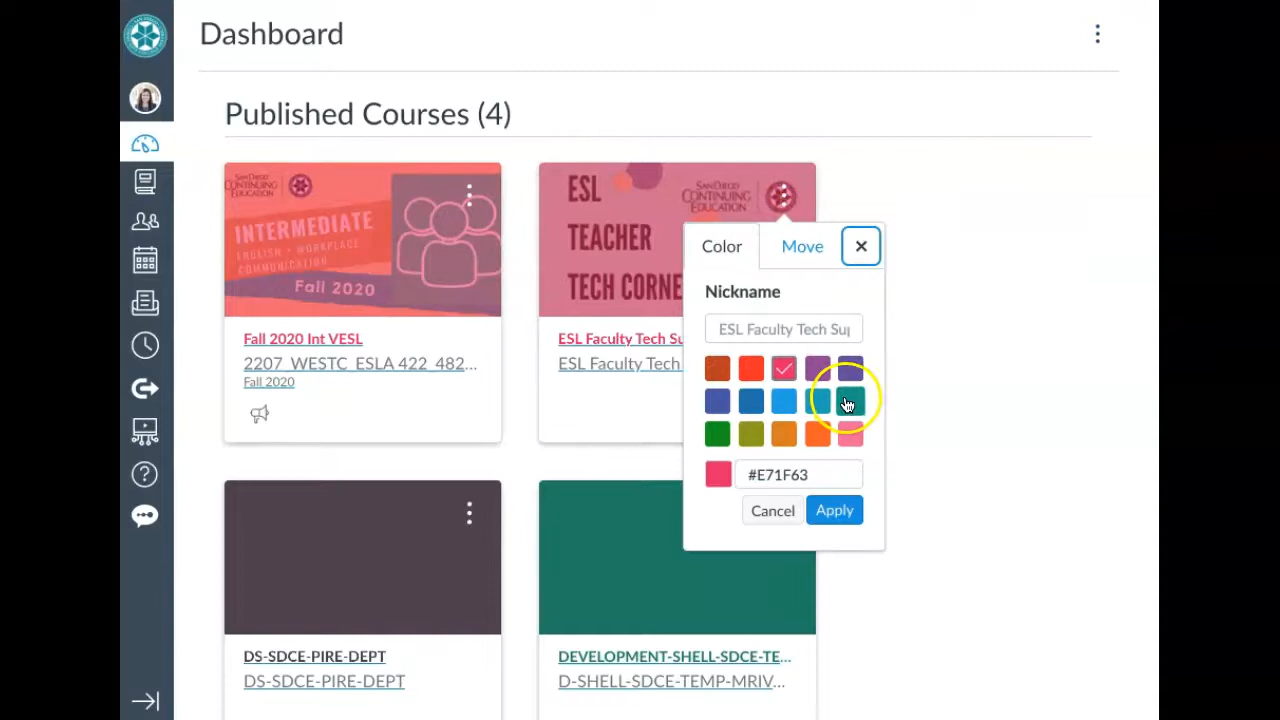 Dashboard
Published Courses (4)
SAN DIEGO
CONTINUING
EDUCATION
INTERMEDIATE
ENGLISH + WORKPLACE
COMMUNICATION
Fall 2020
Fall 2020 Int VESL
2207_WESTC_ESLA 422_482...
Fall 2020
ESL
TEACHER
TECH CORNE
SAN DIEGO
CONTINUING
EDUCATION
ESL Faculty Tech Su
ESL Faculty Tech
Color
Move
Nickname
ESL Faculty Tech Sup
#E71F63
Cancel
Apply
DS-SDCE-PIRE-DEPT
DS-SDCE-PIRE-DEPT
DEVELOPMENT-SHELL-SDCE-TE...
D-SHELL-SDCE-TEMP-MRIV...